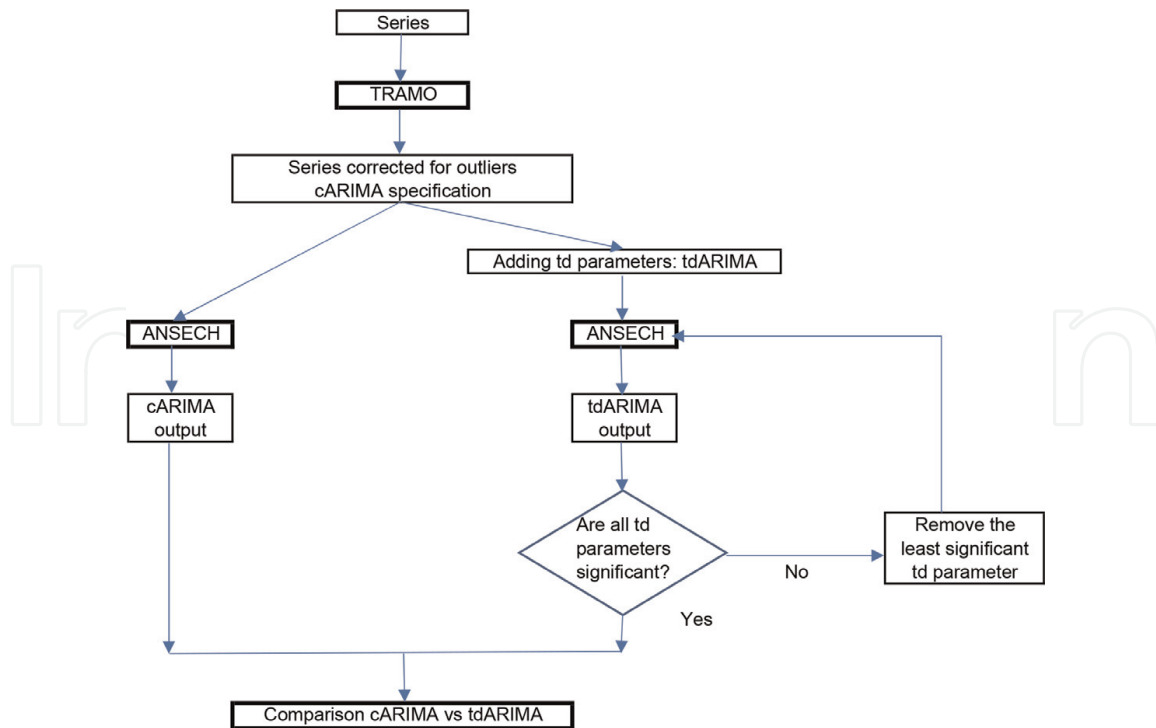 Series
TRAMO
Series corrected for outliers
cARIMA specification
Adding td parameters: tdARIMA
ANSECH
ANSECH
cARIMA
output
tdARIMA
output
Are all td
parameters
significant?
No
Remove the
least significant
td parameter
Yes
Comparison cARIMA vs tdARIMA